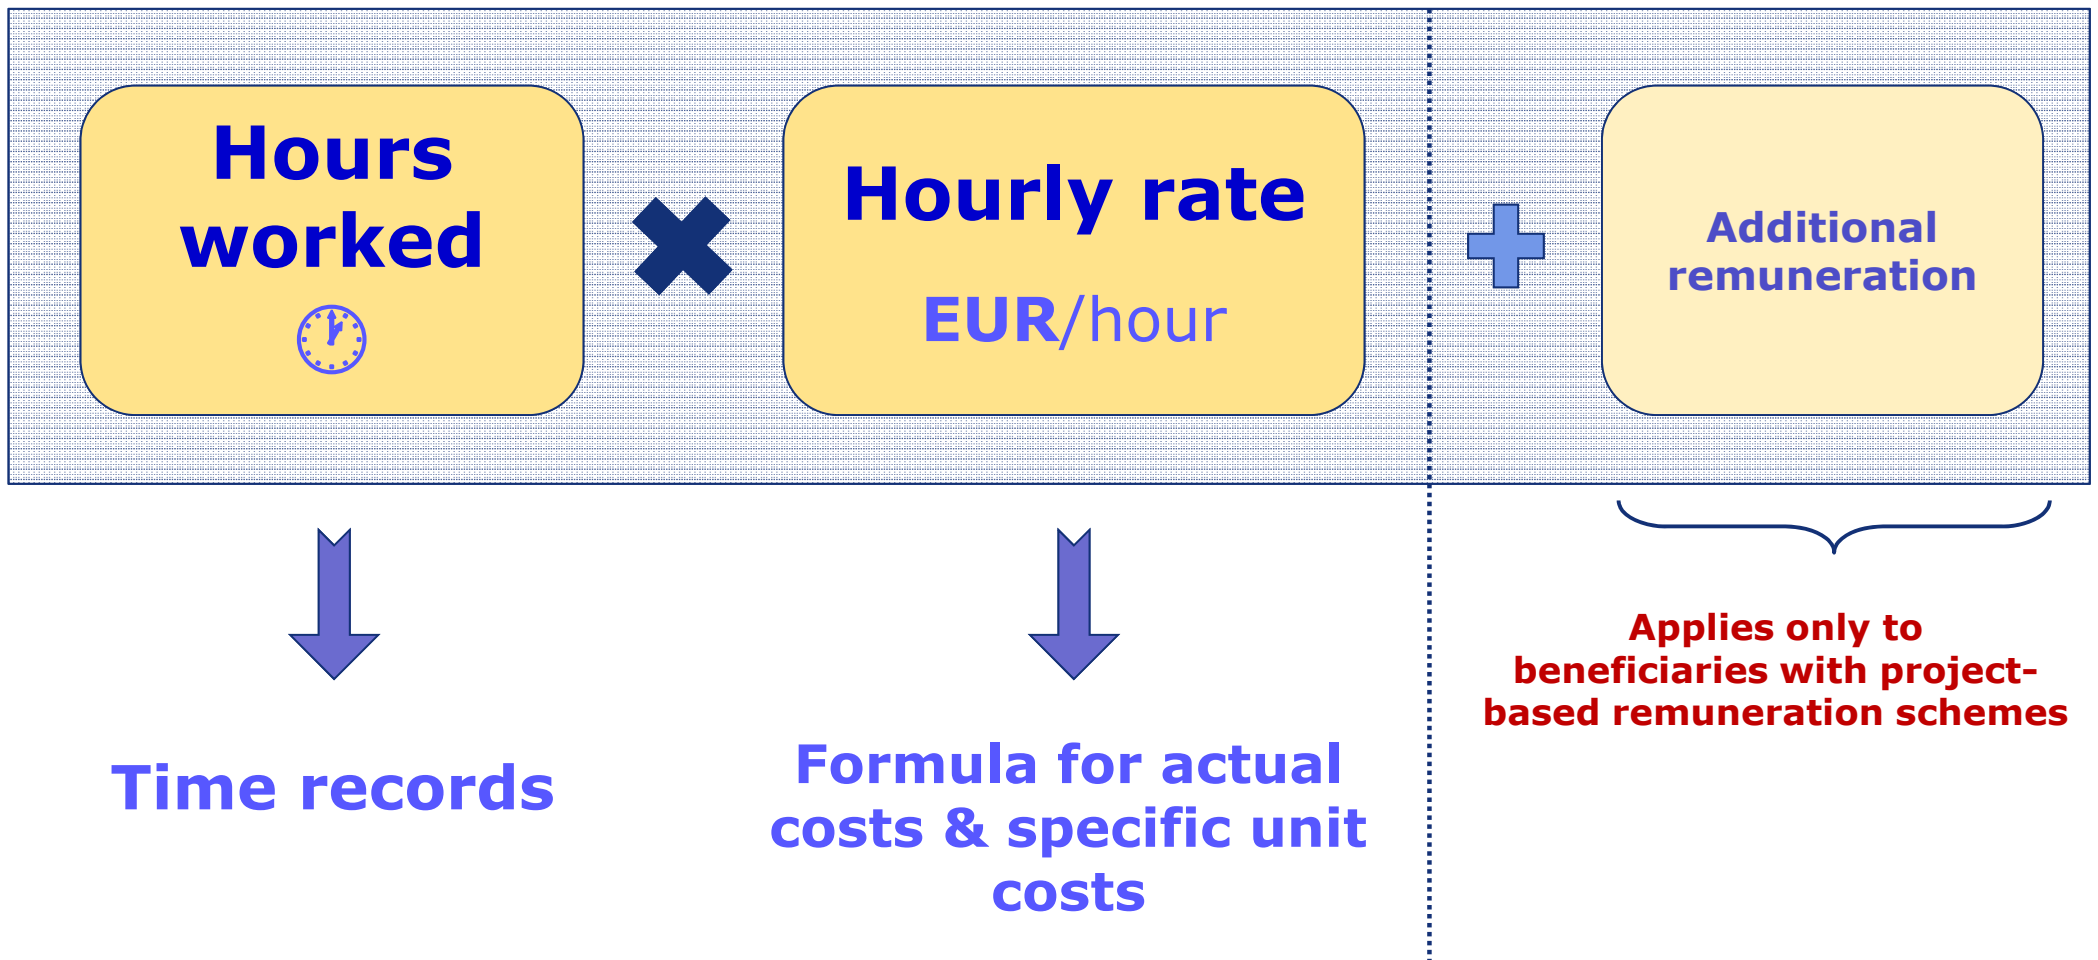 Hours
worked
Hourly rate
EUR/hour
Additional
remuneration
Time records
Formula for actual
costs & specific unit
costs
Applies only to
beneficiaries with project-
based remuneration schemes